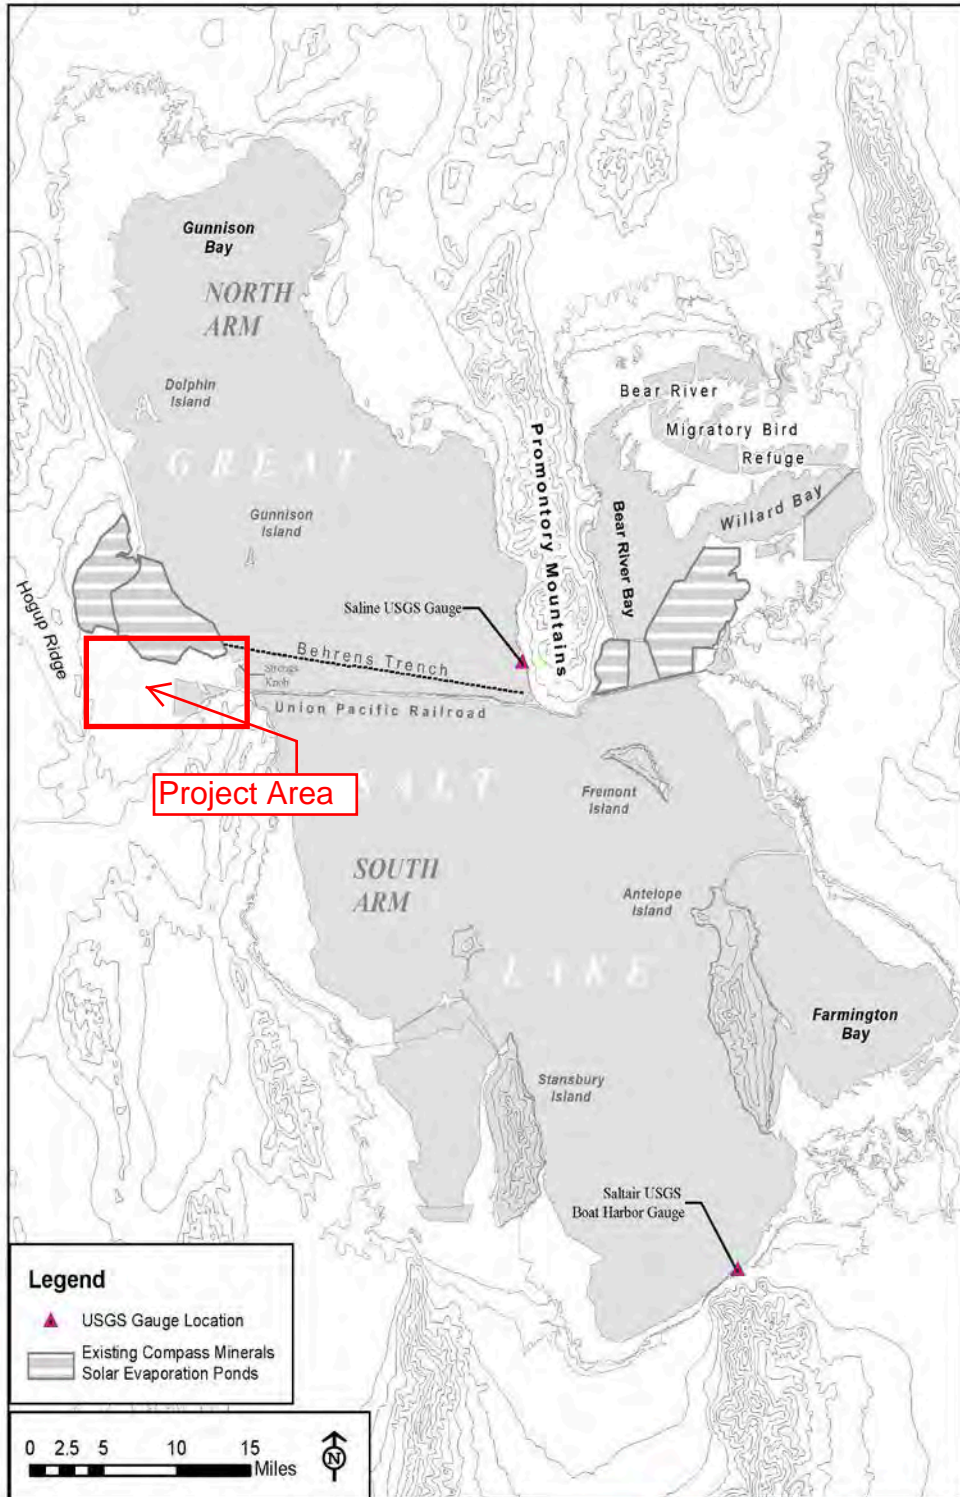 Gunnison
Bay
NORTH
ARM
Dolphin
Island
GREAT
Gunnison
Island
Bear River
Migratory Bird
Refuge
Willard Bay
Promontory Mountains
Bear River Bay
Saline USGS Gauge
Hogup Ridge
Behrens Trench
Strongs
Knob
Union Pacific Railroad
Project Area
SALT
Fremont
Island
SOUTH
ARM
Antelope
Island
LAKE
Farmington
Bay
Stansbury
Island
Saltair USGS
Boat Harbor Gauge
Legend
USGS Gauge Location
Existing Compass Minerals
Solar Evaporation Ponds
0 2.5 5 10 15
Miles
N